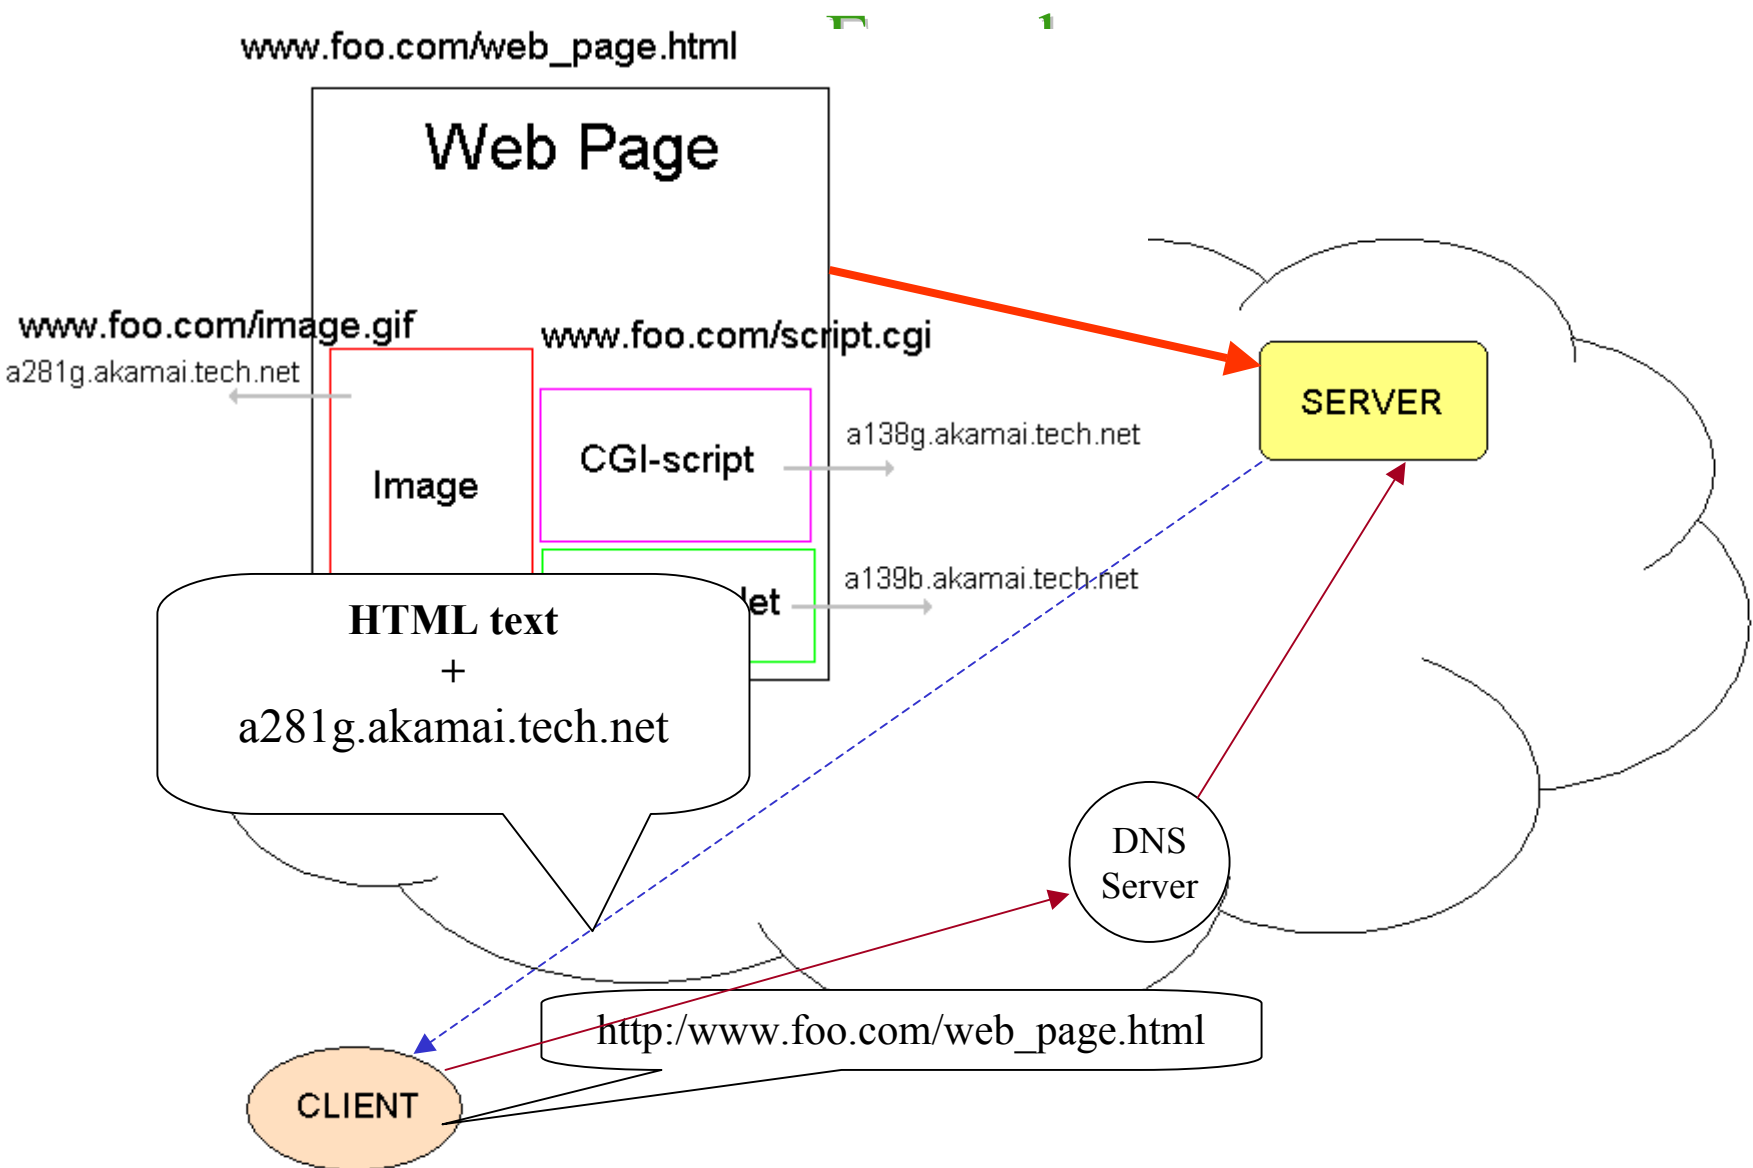 www.foo.com/web_page.html
Web Page
www.foo.com/image.gif
www.foo.com/script.cgi
a281g.akamai.tech.net
SERVER
a138g.akamai.tech.net
CGI-script
Image
a139b.akamai.tech.net
let
HTML text
+
a281g.akamai.tech.net
DNS
Server
http:/www.foo.com/web_page.html
CLIENT